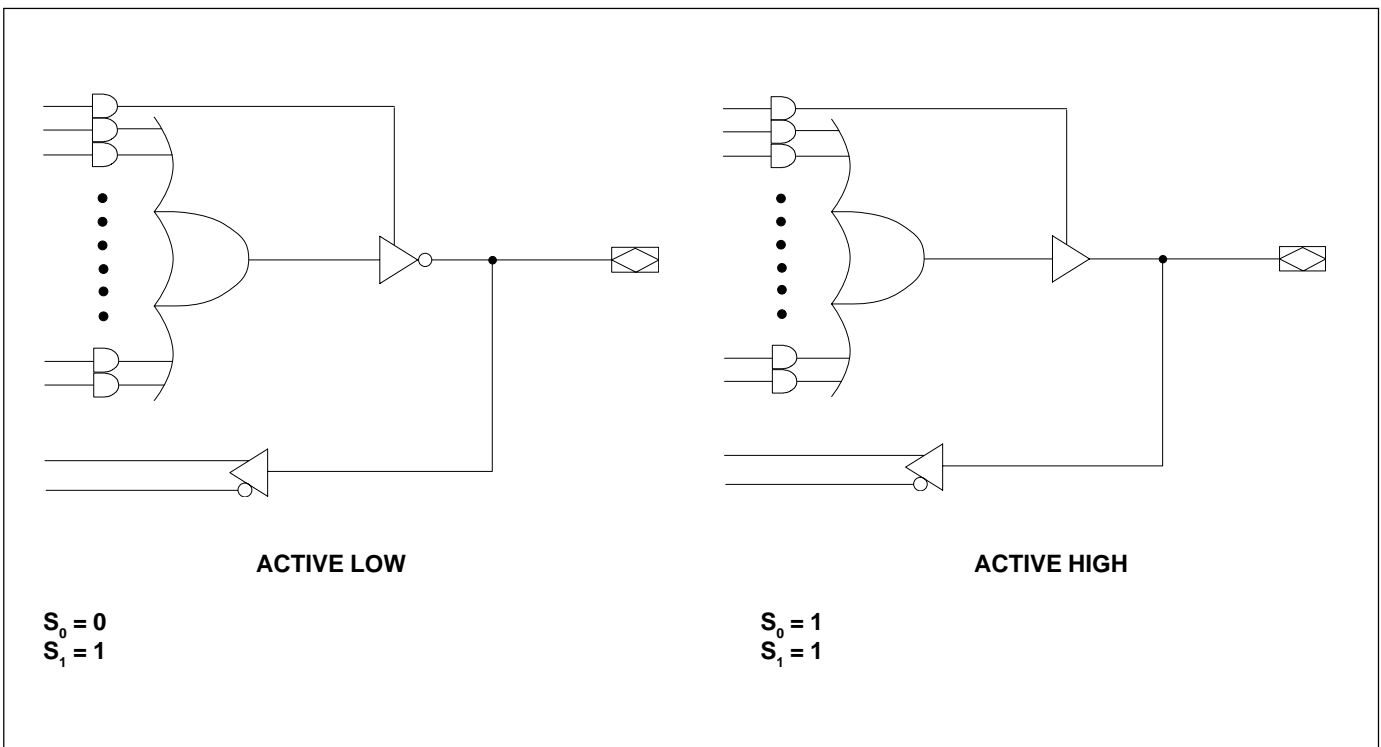 ACTIVE LOW
ACTIVE HIGH
S₀ = 0
S₁ = 1
S₀ = 1
S₁ = 1